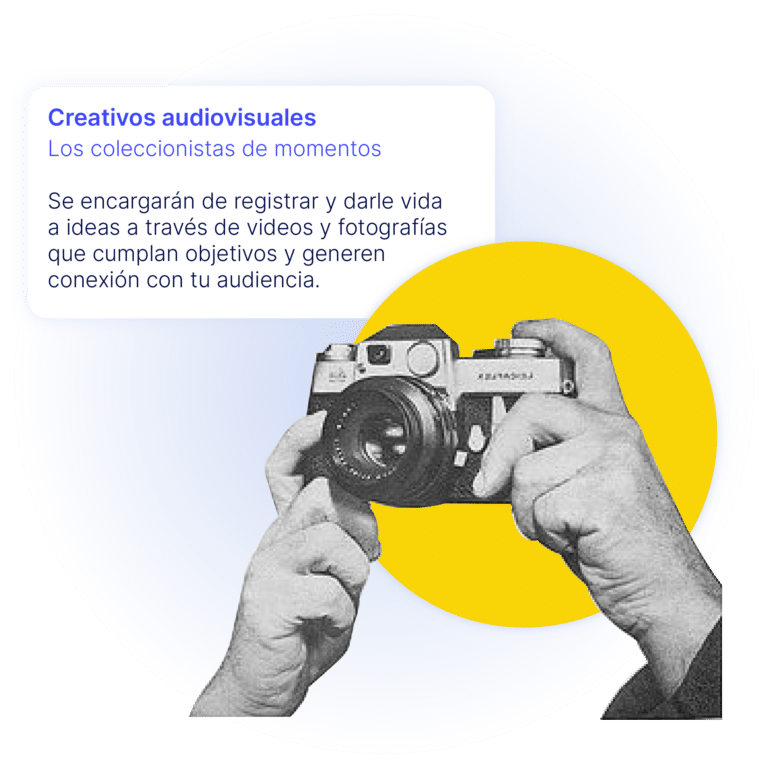 Creativos audiovisuales
Los coleccionistas de momentos
Se encargarán de registrar y darle vida
a ideas a través de videos y fotografías
que cumplan objetivos y generen
conexión con tu audiencia.